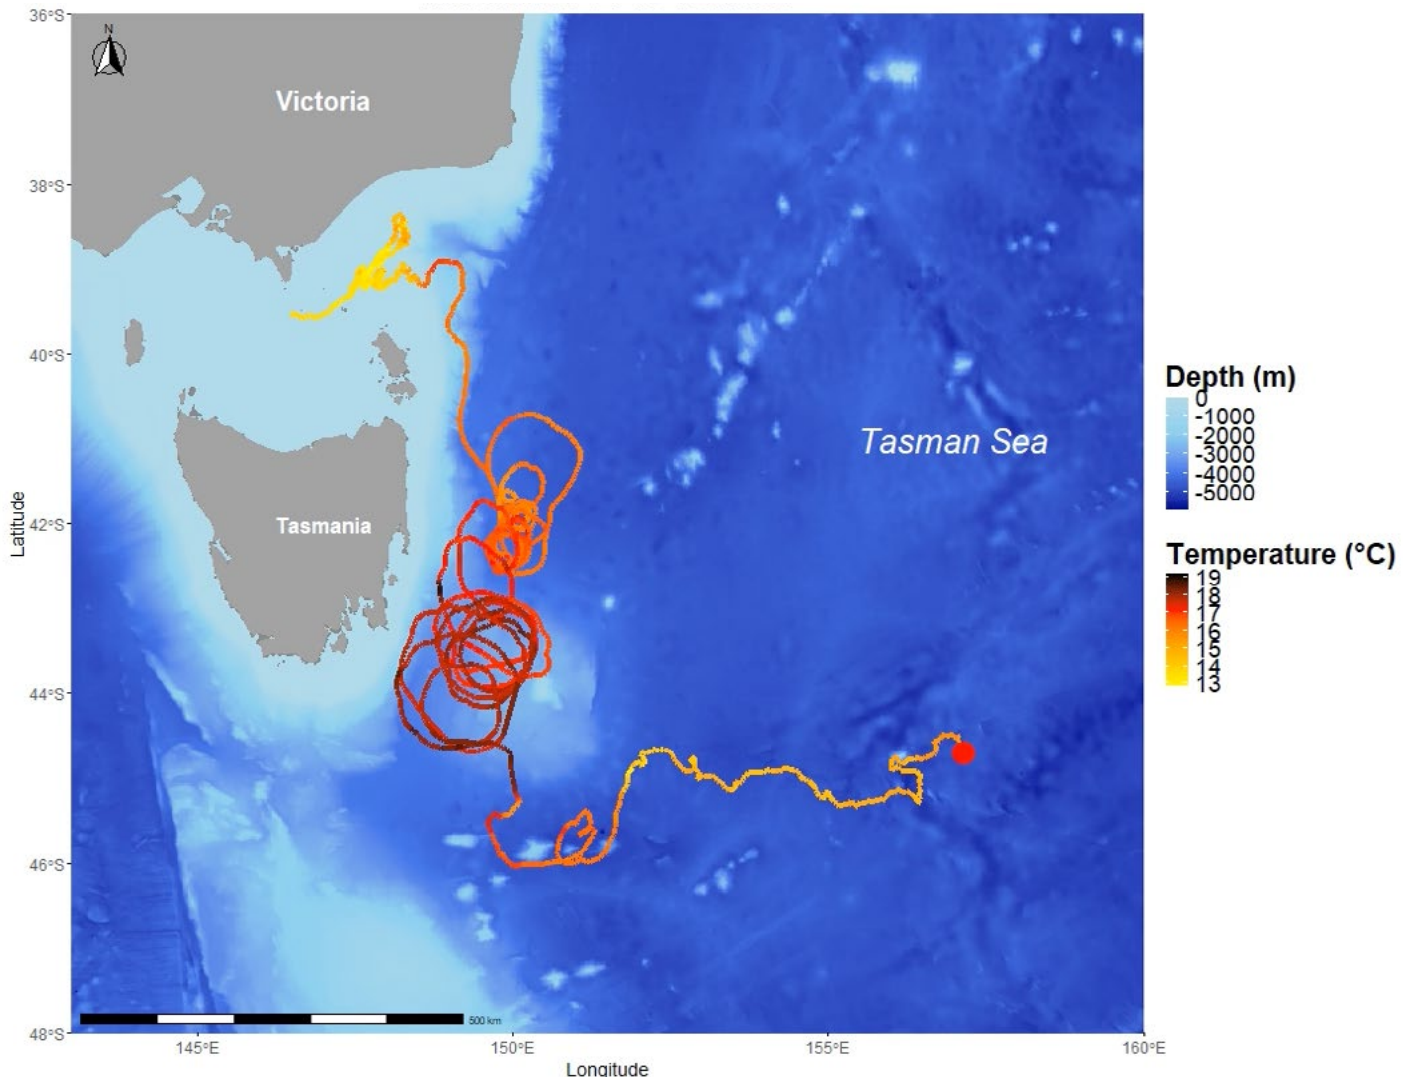 36°S
N
Victoria
38°S
40°S
Depth (m)
0
-1000
-2000
-3000
-4000
-5000
Tasman Sea
42°S
Tasmania
Latitude
Temperature (°C)
19
18
17
16
15
14
13
44°S
46°S
500 km
48°S
145°E
150°E
155°E
160°E
Longitude